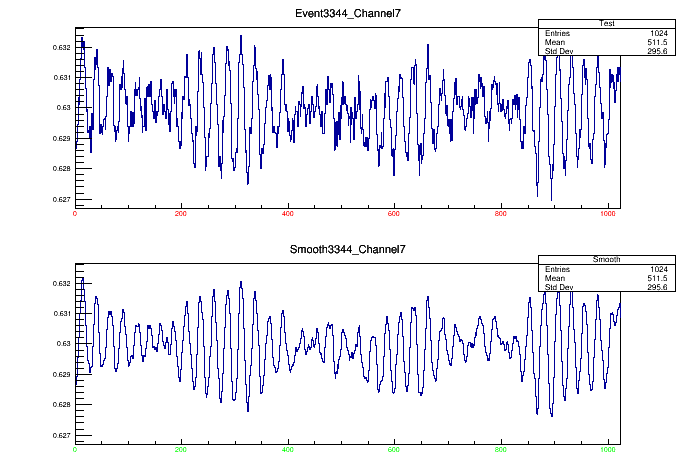 Event3344_Channel7
Test
Entries 1024
Mean 511.5
Std Dev 295.6
0.632
0.631
0.63
0.629
0.628
0.627
0 200 400 600 800 1000
Smooth3344_Channel7
Smooth
Entries 1024
Mean 511.5
Std Dev 295.6
0.632
0.631
0.63
0.629
0.628
0.627
0 200 400 600 800 1000